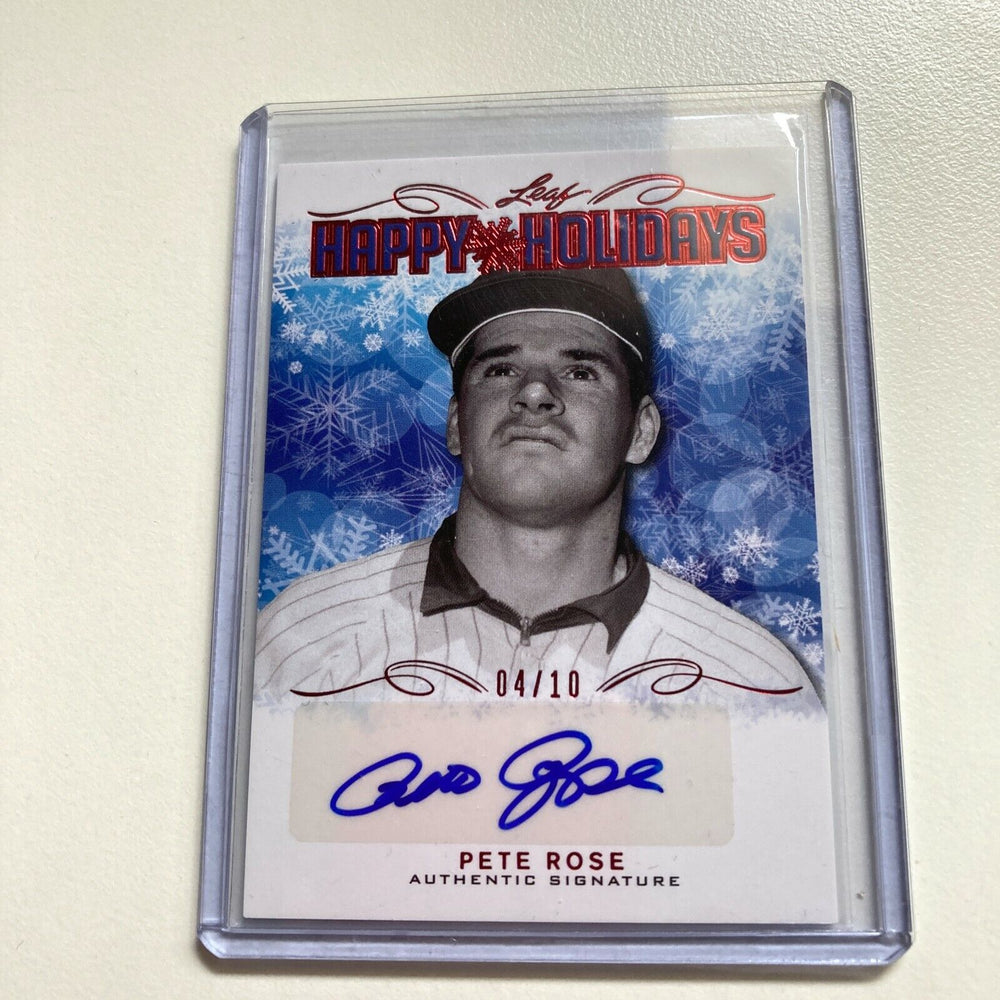 Leaf
HAPPY HOLIDAYS
04/10
Pete Rose
PETE ROSE
AUTHENTIC SIGNATURE